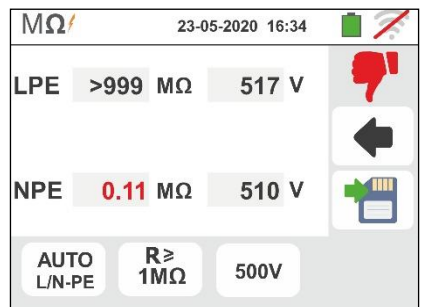 MΩ 23-05-2020 16:34
LPE >999 MΩ 517 V
NPE 0.11 MΩ 510 V
AUTO R≥ 500V
L/N-PE 1MΩ